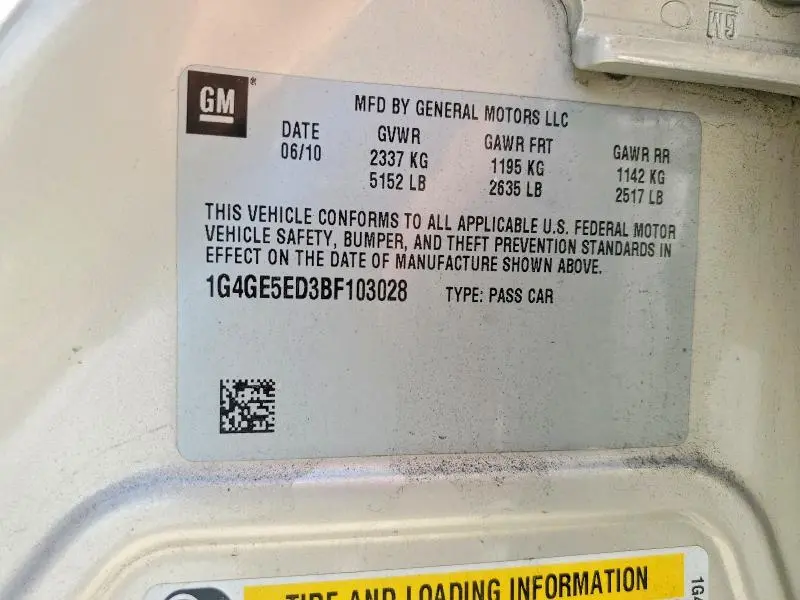 GM
GM ®
MFD BY GENERAL MOTORS LLC
DATE GVWR GAWR FRT GAWR RR
06/10 2337 KG 1195 KG 1142 KG
5152 LB 2635 LB 2517 LB
THIS VEHICLE CONFORMS TO ALL APPLICABLE U.S. FEDERAL MOTOR
VEHICLE SAFETY, BUMPER, AND THEFT PREVENTION STANDARDS IN
EFFECT ON THE DATE OF MANUFACTURE SHOWN ABOVE.
1G4GE5ED3BF103028 TYPE: PASS CAR
TIRE AND LOADING INFORMATION
1G4